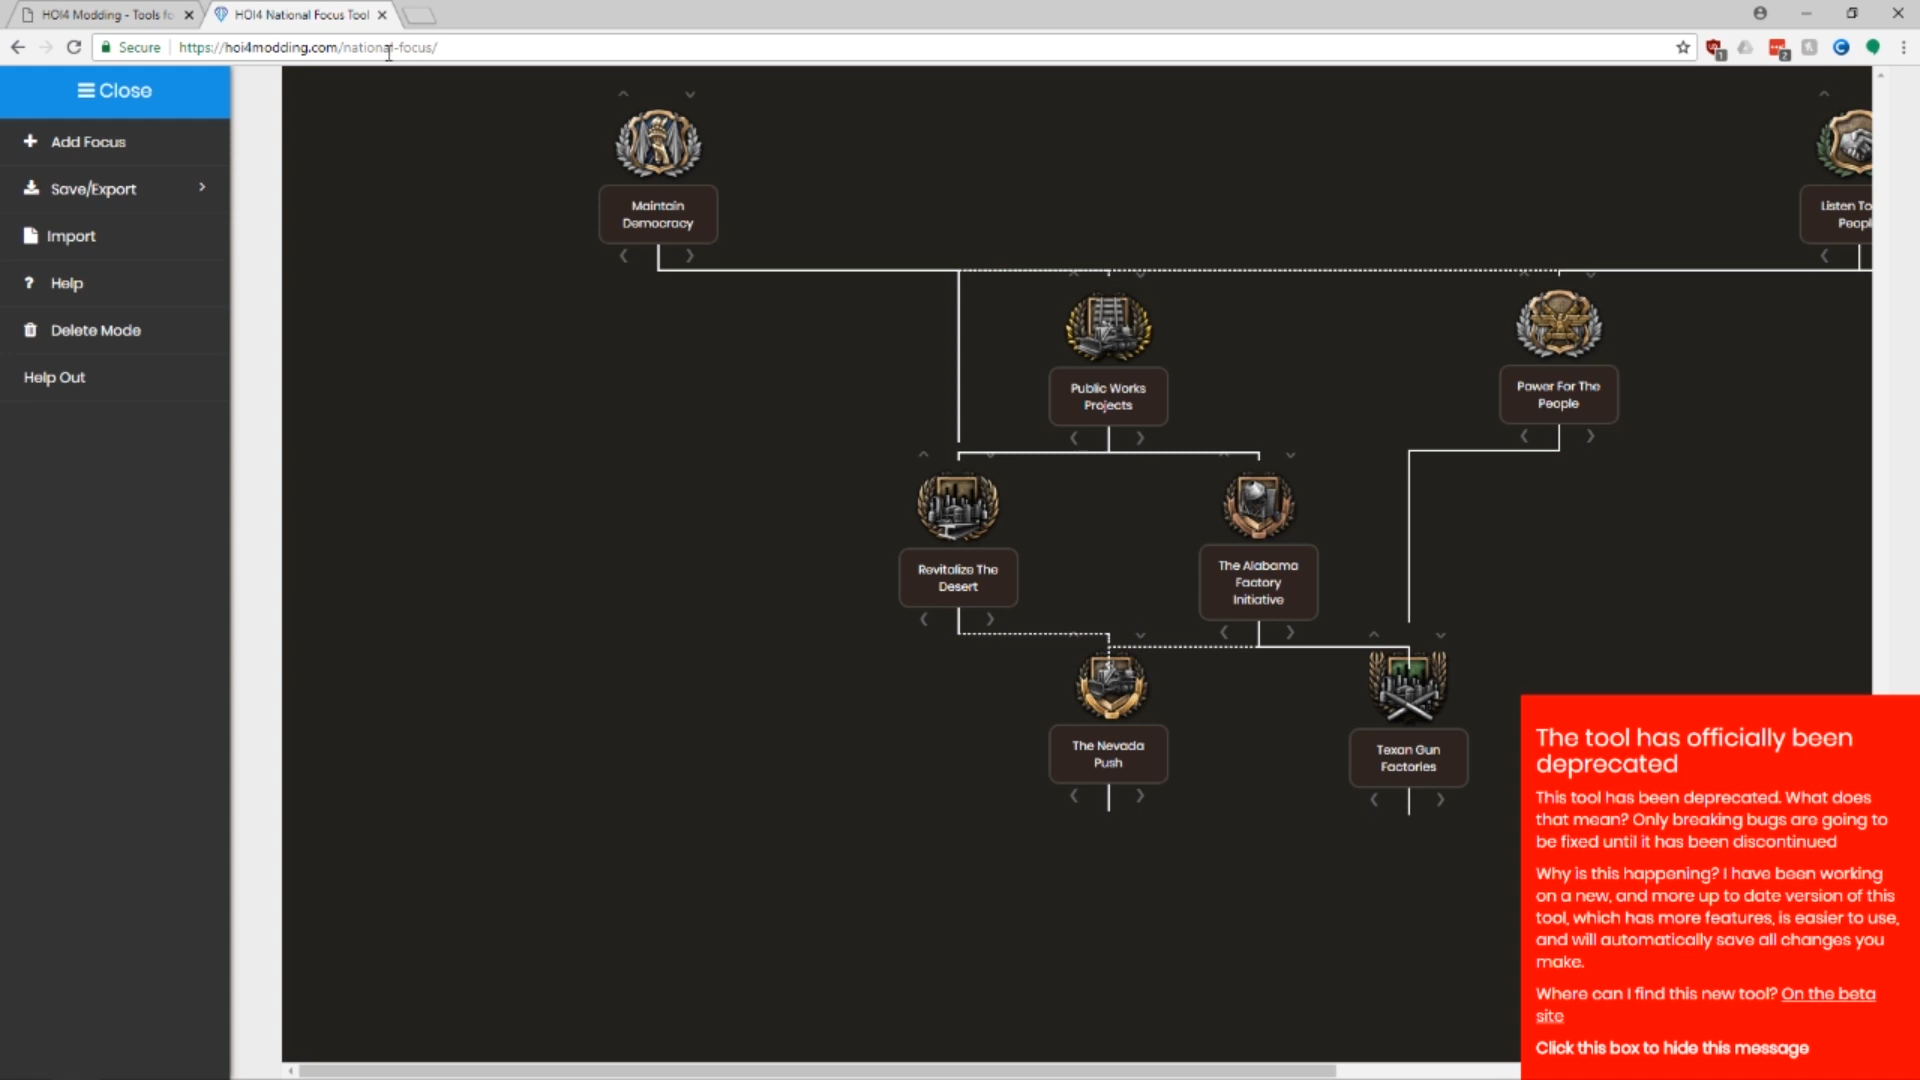 HOI4 Modding - Tools fo
HOI4 National Focus Tool
Secure
https://hoi4modding.com/national-focus/
1
2
Close
Add Focus
Save/Export
Import
Help
Delete Mode
Help Out
Maintain
Democracy
Listen To
Peopl
Public Works
Projects
Power For The
People
Revitalize The
Desert
The Alabama
Factory
Initiative
The Nevada
Push
Texan Gun
Factories
The tool has officially been
deprecated
This tool has been deprecated. What does
that mean? Only breaking bugs are going to
be fixed until it has been discontinued
Why is this happening? I have been working
on a new, and more up to date version of this
tool, which has more features, is easier to use,
and will automatically save all changes you
make.
Where can I find this new tool? On the beta
site
Click this box to hide this message